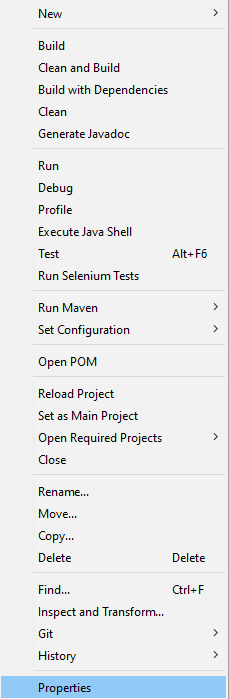 New
Build
Clean and Build
Build with Dependencies
Clean
Generate Javadoc
Run
Debug
Profile
Execute Java Shell
Test Alt+F6
Run Selenium Tests
Run Maven
Set Configuration
Open POM
Reload Project
Set as Main Project
Open Required Projects
Close
Rename...
Move...
Copy...
Delete Delete
Find... Ctrl+F
Inspect and Transform...
Git
History
Properties